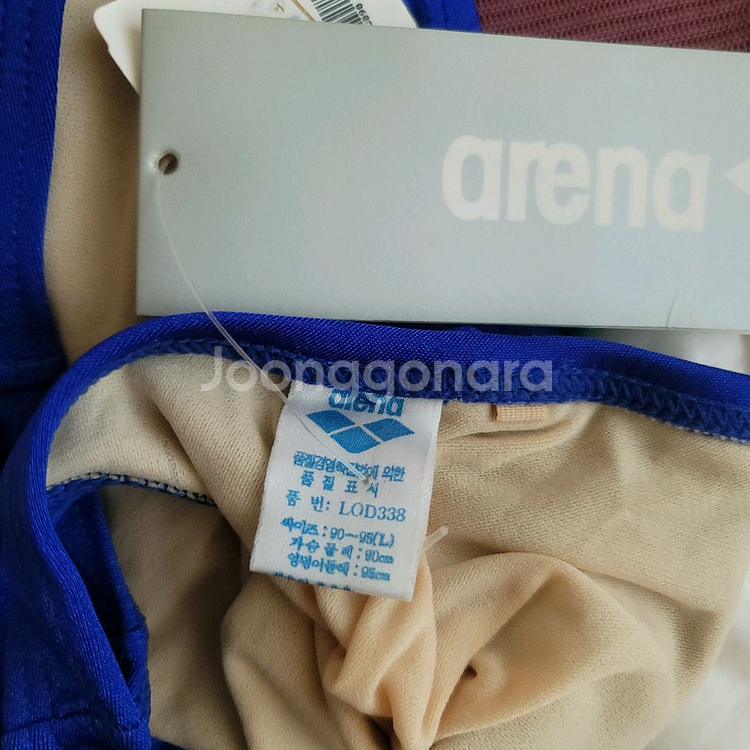 arena
Joonggonara
arena
품질경영촉진법에 의한
품 질 표 시
품 번: LOD338
싸이즈: 90~95(L)
가슴둘레: 90cm
엉덩이둘레: 95cm